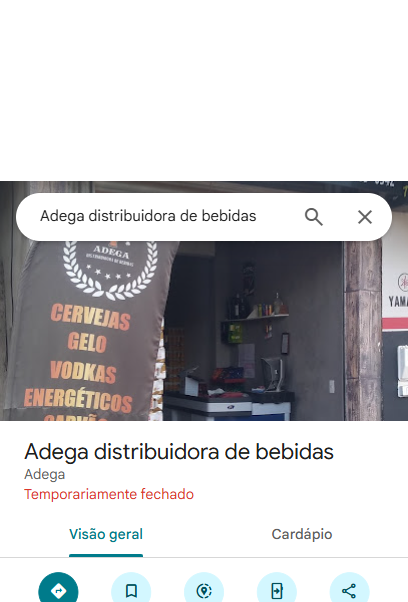 Adega distribuidora de bebidas
ADEGA
DISTRIBUIDORA DE BEBIDAS
CERVEJAS
GELO
VODKAS
ENERGÉTICOS
CARVÃO
YAMA
Adega distribuidora de bebidas
Adega
Temporariamente fechado
Visão geral
Cardápio